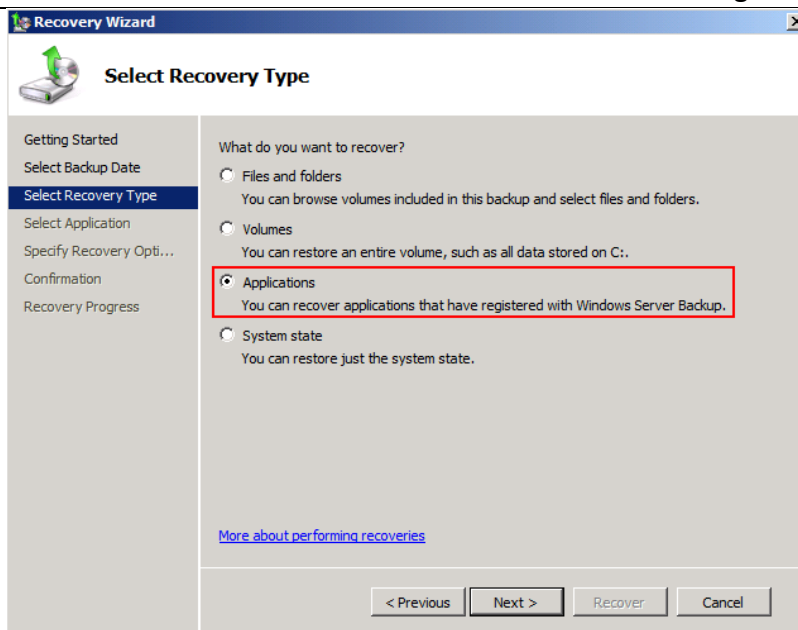 Recovery Wizard
Select Recovery Type
Getting Started
Select Backup Date
Select Recovery Type
Select Application
Specify Recovery Opti...
Confirmation
Recovery Progress
What do you want to recover?
Files and folders
You can browse volumes included in this backup and select files and folders.
Volumes
You can restore an entire volume, such as all data stored on C:.
Applications
You can recover applications that have registered with Windows Server Backup.
System state
You can restore just the system state.
More about performing recoveries
< Previous Next > Recover Cancel